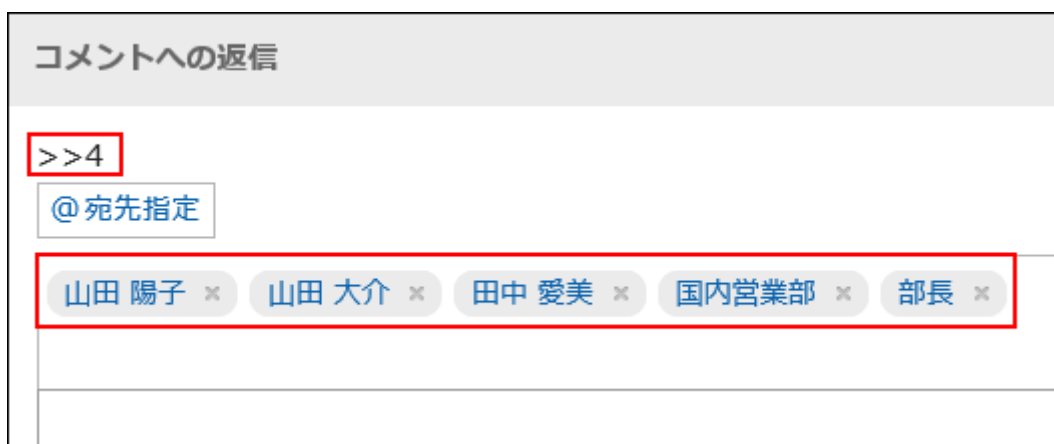 コメントへの返信
>>4
@宛先指定
山田 陽子 × 山田 大介 × 田中 愛美 × 国内営業部 × 部長 ×